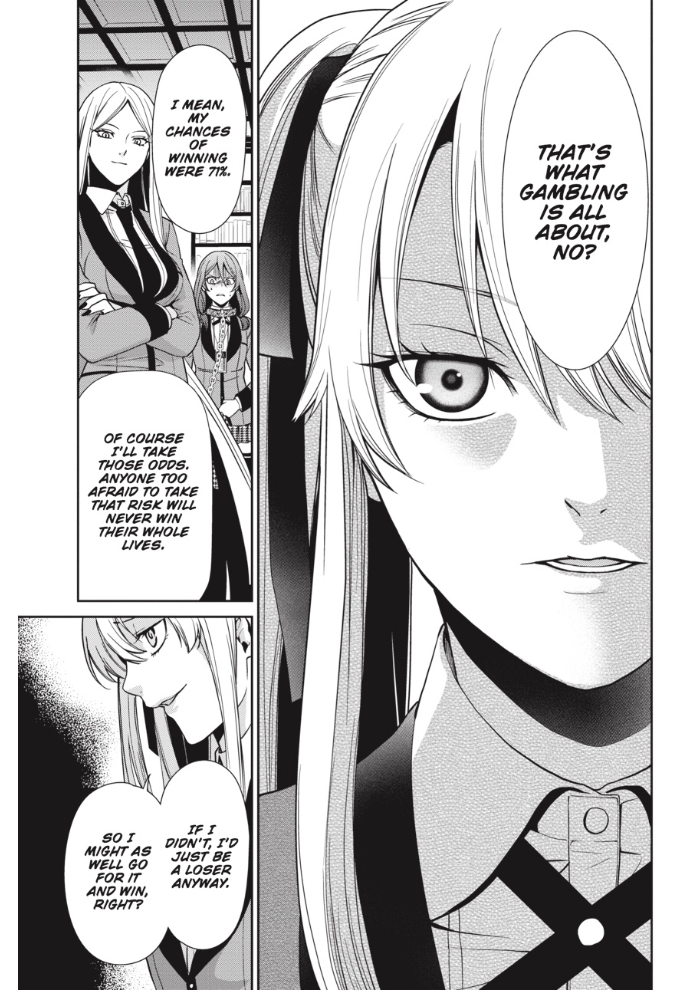 THAT'S
WHAT
GAMBLING
IS ALL
ABOUT,
NO?
I MEAN,
MY
CHANCES
OF
WINNING
WERE 71%.
OF COURSE
I'LL TAKE
THOSE ODDS.
ANYONE TOO
AFRAID TO TAKE
THAT RISK WILL
NEVER WIN
THEIR WHOLE
LIVES.
IF I
DIDN'T, I'D
JUST BE
A LOSER
ANYWAY.
SO I
MIGHT AS
WELL GO
FOR IT
AND WIN,
RIGHT?